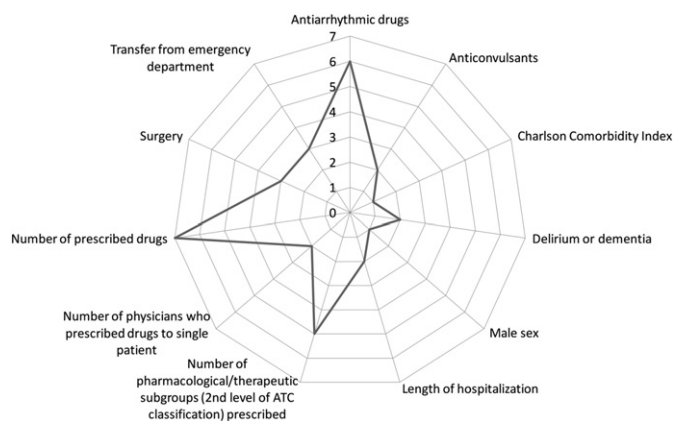 Antiarrhythmic drugs
7
Transfer from emergency
department
6
Anticonvulsants
5
4
Surgery
3
Charlson Comorbidity Index
2
1
0
Number of prescribed drugs
Delirium or dementia
Number of physicians who
prescribed drugs to single
patient
Male sex
Number of
pharmacological/therapeutic
subgroups (2nd level of ATC
classification) prescribed
Length of hospitalization